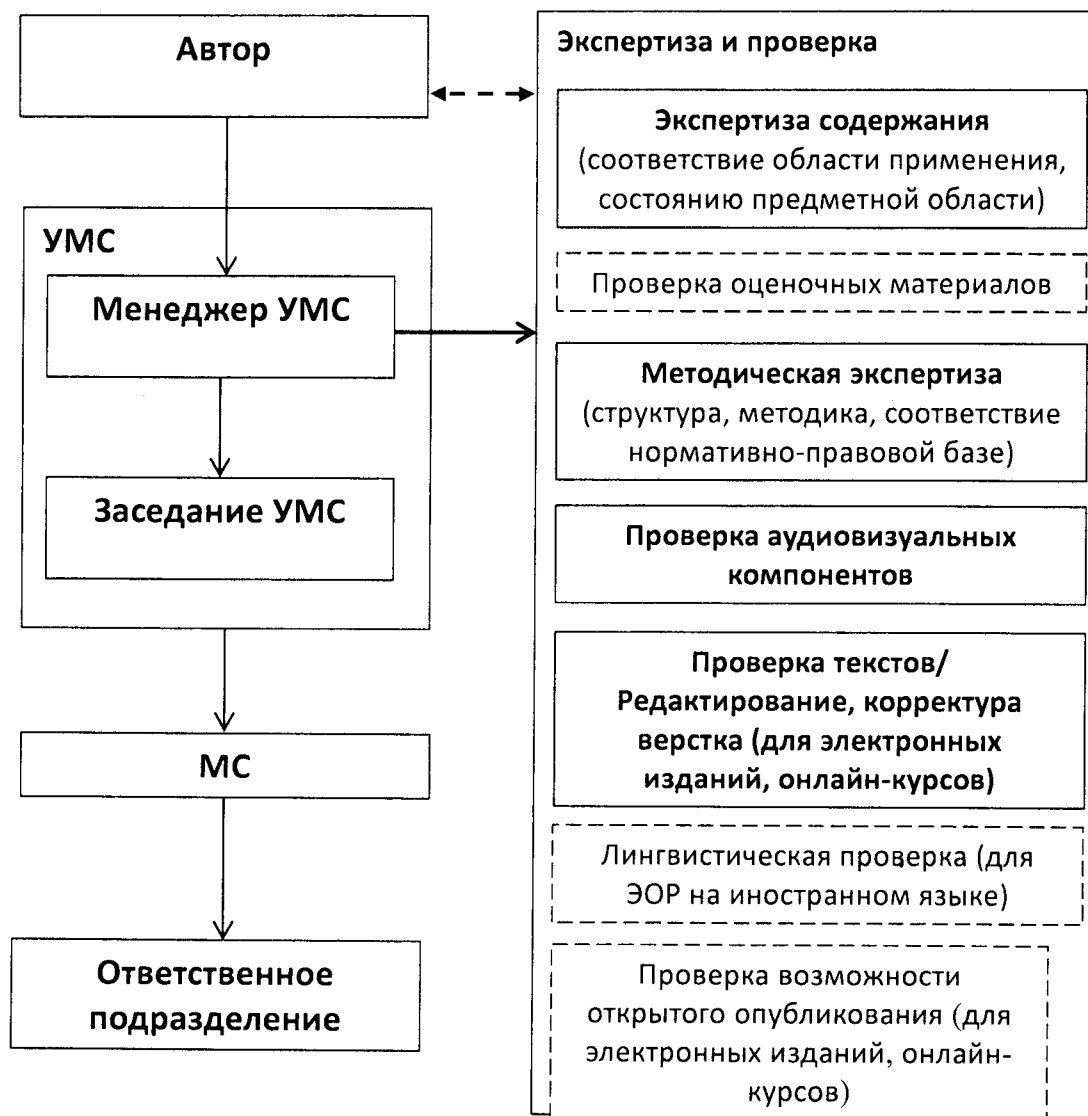 Автор
УМС
Менеджер УМС
Заседание УМС
МС
Ответственное
подразделение
Экспертиза и проверка
Экспертиза содержания
(соответствие области применения,
состоянию предметной области)
Проверка оценочных материалов
Методическая экспертиза
(структура, методика, соответствие
нормативно-правовой базе)
Проверка аудиовизуальных
компонентов
Проверка текстов/
Редактирование, корректура
верстка (для электронных
изданий, онлайн-курсов)
Лингвистическая проверка (для
ЭОР на иностранном языке)
Проверка возможности
открытого опубликования (для
электронных изданий, онлайн-
курсов)